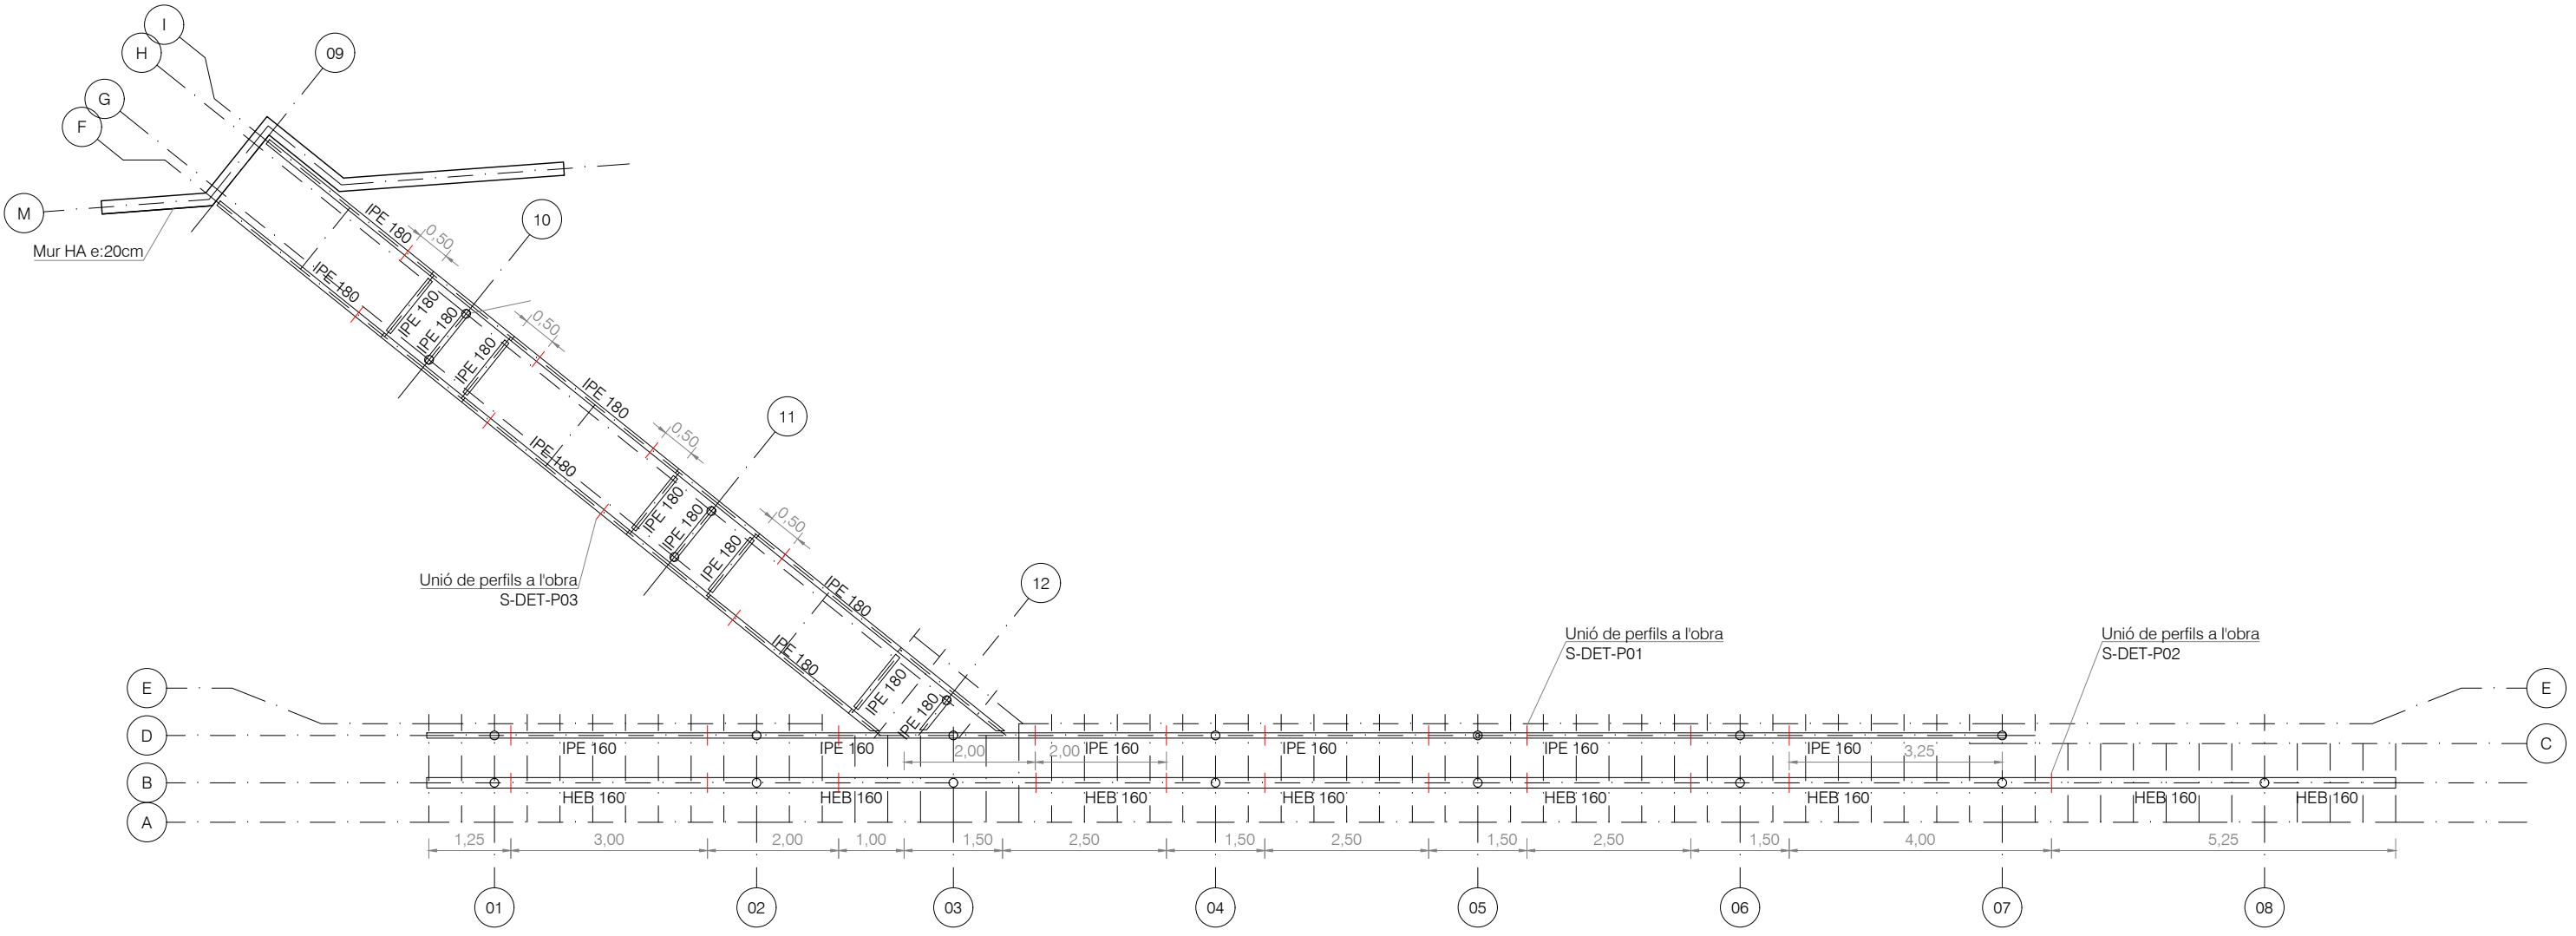 I
H
09
G
F
M
Mur HA e:20cm
IPE 180
0,50
10
IPE 180
IPE 180
IPE 180
0,50
IPE 180
IPE 180
11
0,50
IPE 180
IPE 180
IPE 180
0,50
IPE 180
Unió de perfils a l'obra
S-DET-P03
IPE 180
12
IPE 180
IPE 180
IPE 180
Unió de perfils a l'obra
S-DET-P01
Unió de perfils a l'obra
S-DET-P02
E
E
D
C
IPE 160
IPE 160
2,00
2,00
IPE 160
IPE 160
IPE 160
IPE 160
3,25
B
HEB 160
HEB 160
HEB 160
HEB 160
HEB 160
HEB 160
HEB 160
HEB 160
A
1,25
3,00
2,00
1,00
1,50
2,50
1,50
2,50
1,50
2,50
1,50
4,00
5,25
01
02
03
04
05
06
07
08